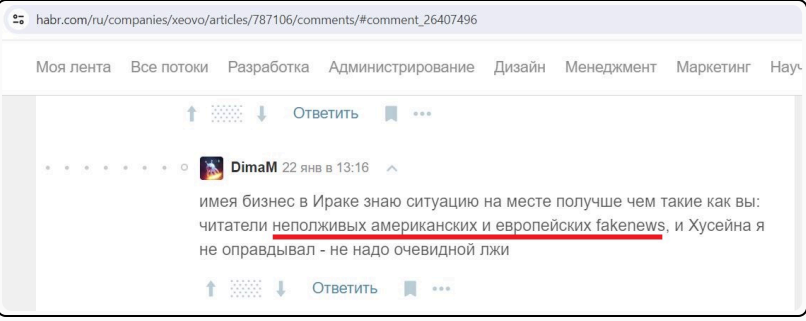 habr.com/ru/companies/xeovo/articles/787106/comments/#comment_26407496
Моя лента Все потоки Разработка Администрирование Дизайн Менеджмент Маркетинг Науч
Ответить
DimaM 22 янв в 13:16
имея бизнес в Ираке знаю ситуацию на месте получше чем такие как вы:
читатели неполживых американских и европейских fakenews, и Хусейна я
не оправдывал - не надо очевидной лжи
Ответить